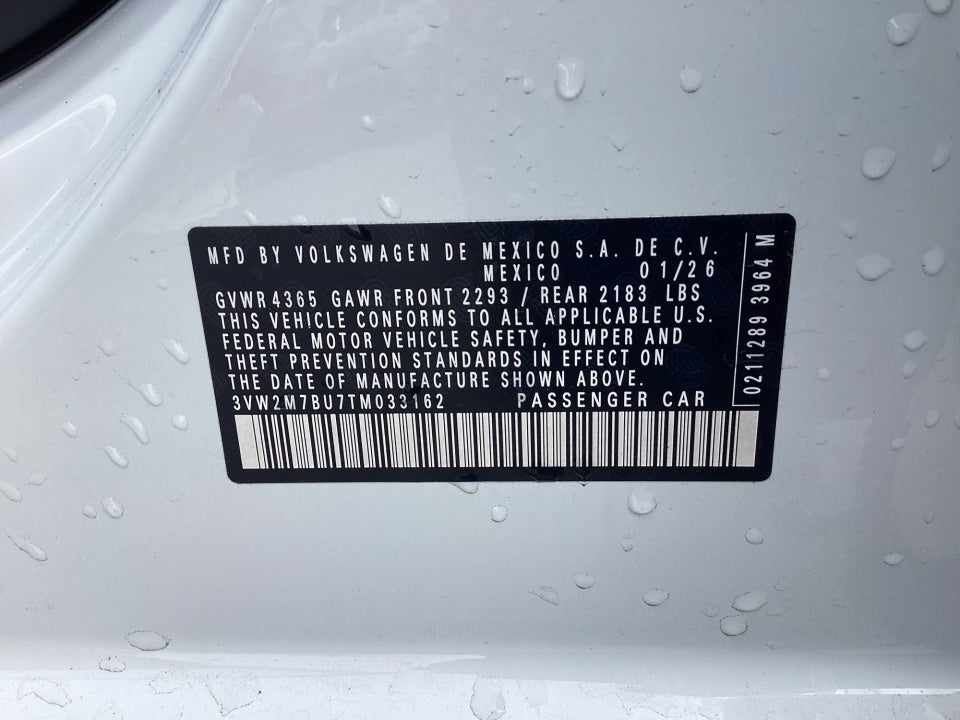 MFD BY VOLKSWAGEN DE MEXICO S.A. DE C.V.
MEXICO 01/26
GVWR 4365 GAWR FRONT 2293 / REAR 2183 LBS
THIS VEHICLE CONFORMS TO ALL APPLICABLE U.S.
FEDERAL MOTOR VEHICLE SAFETY, BUMPER AND
THEFT PREVENTION STANDARDS IN EFFECT ON
THE DATE OF MANUFACTURE SHOWN ABOVE.
3VW2M7BU7TM033162 PASSENGER CAR
0211289 3964 M